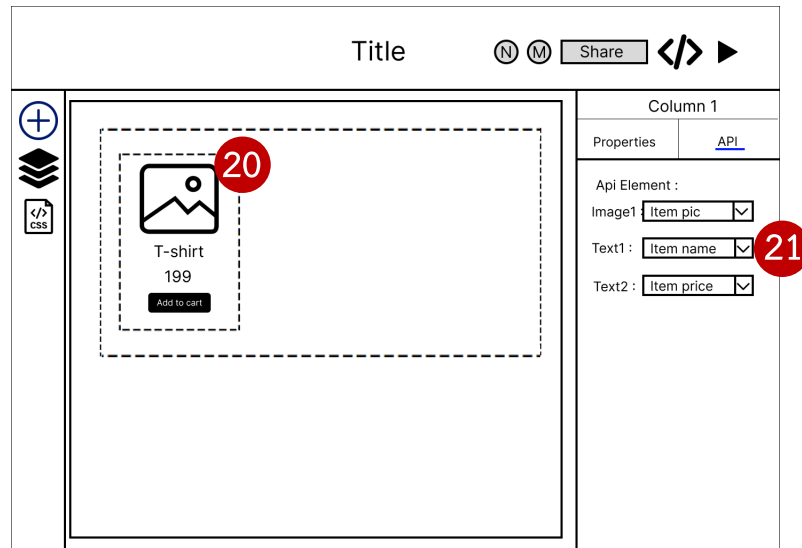 Title
N M Share </>
Column 1
Properties API
</>
CSS
20
T-shirt
199
Add to cart
Api Element :
Image1 : Item pic
Text1 : Item name
21
Text2 : Item price